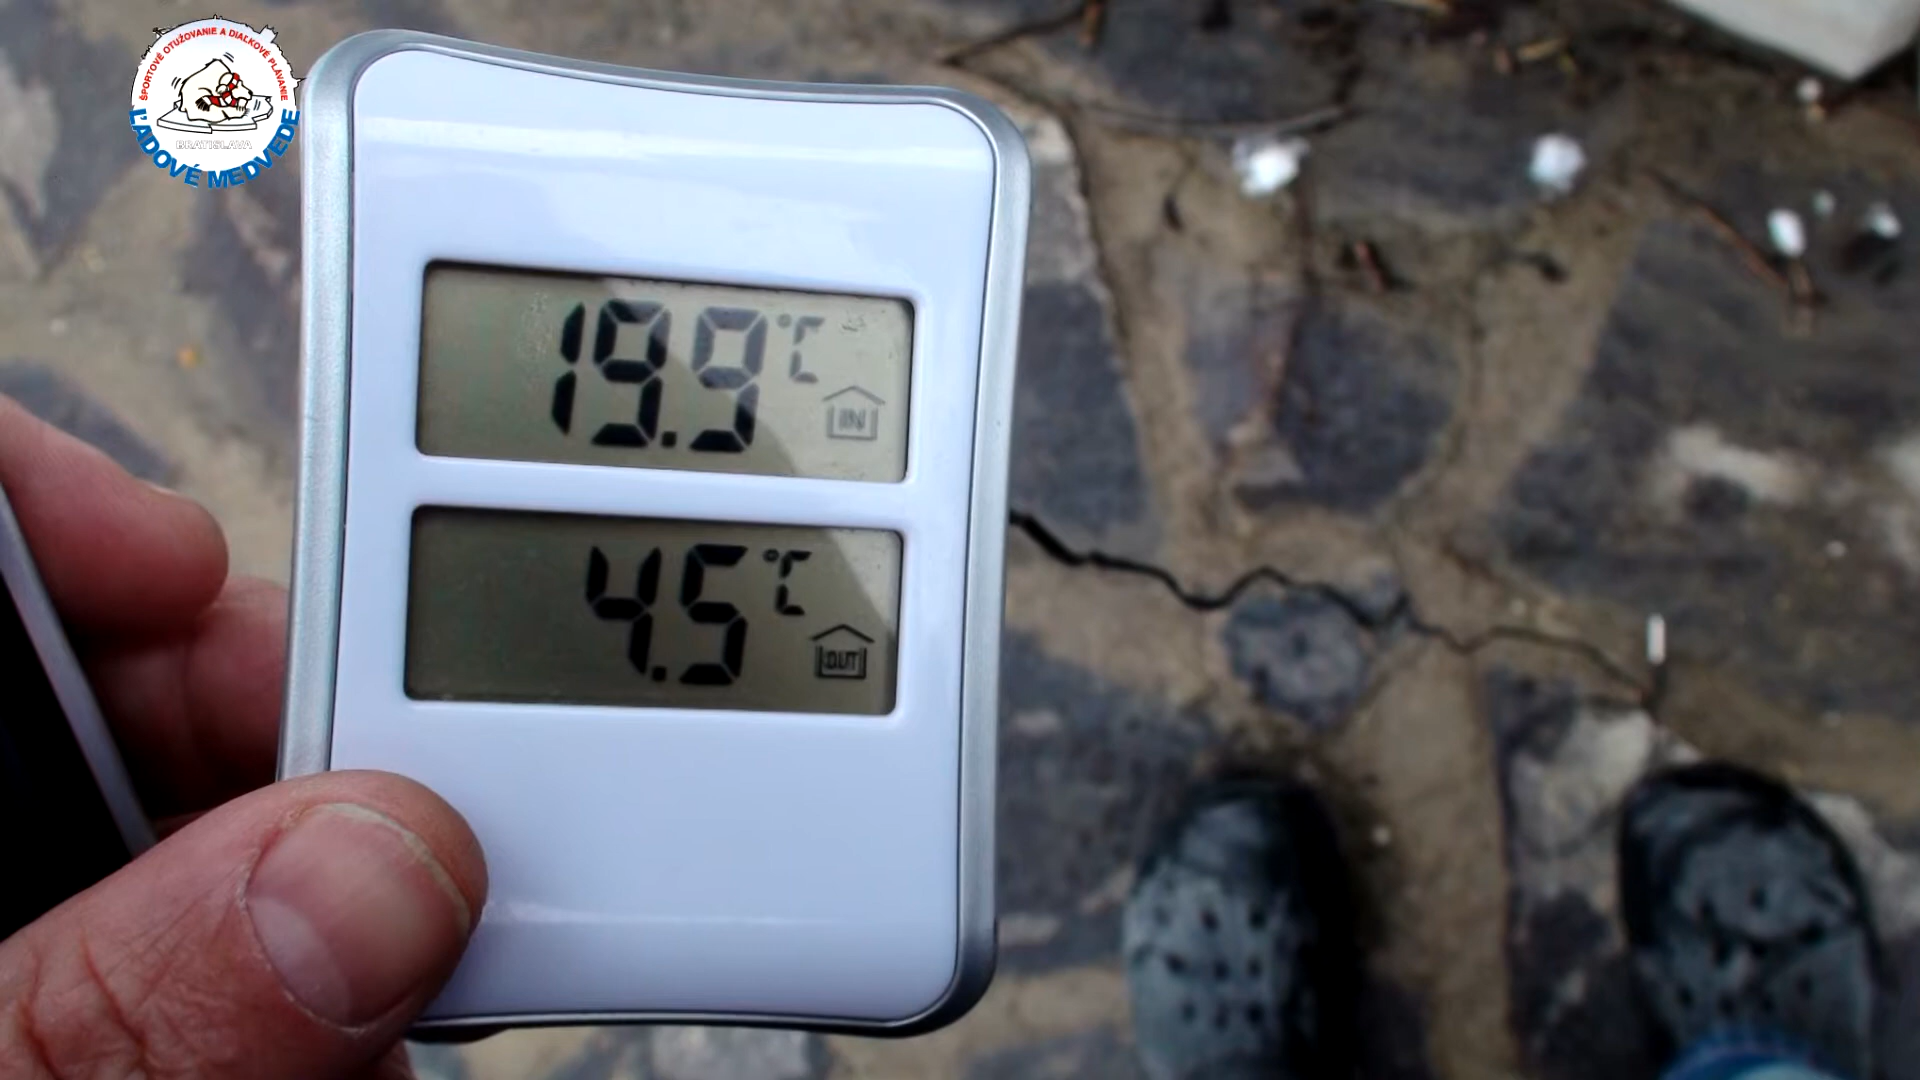 ŠPORTOVÉ OTUŽOVANIE A DIAĽKOVÉ PLÁVANIE
BRATISLAVA
ĽADOVÉ MEDVEDE
19.9 °C
IN
4.5 °C
OUT